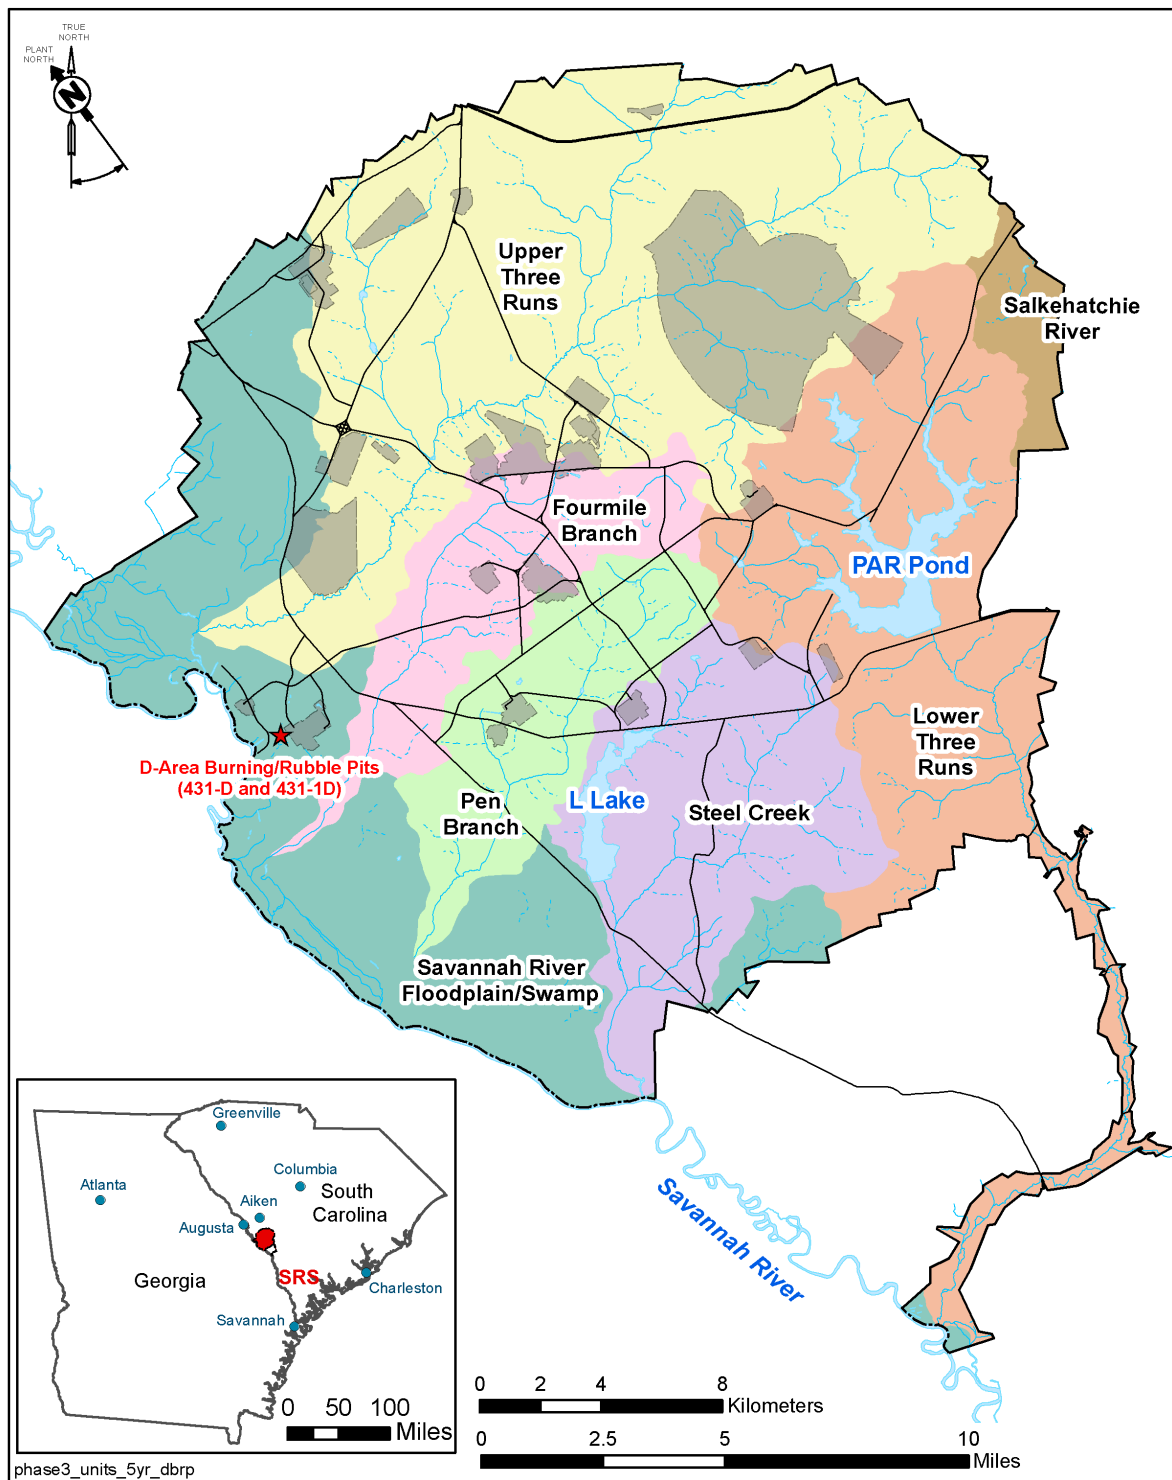 TRUE
NORTH
PLANT
NORTH
N
Upper
Three
Runs
Salkehatchie
River
Fourmile
Branch
PAR Pond
Lower
Three
Runs
D-Area Burning/Rubble Pits
(431-D and 431-1D)
Pen
Branch
L Lake
Steel Creek
Savannah River
Floodplain/Swamp
Savannah River
Greenville
Columbia
South
Carolina
Atlanta
Aiken
Augusta
Georgia
SRS
Charleston
Savannah
0 50 100
Miles
0 2 4 8
Kilometers
0 2.5 5 10
Miles
phase3_units_5yr_dbrp